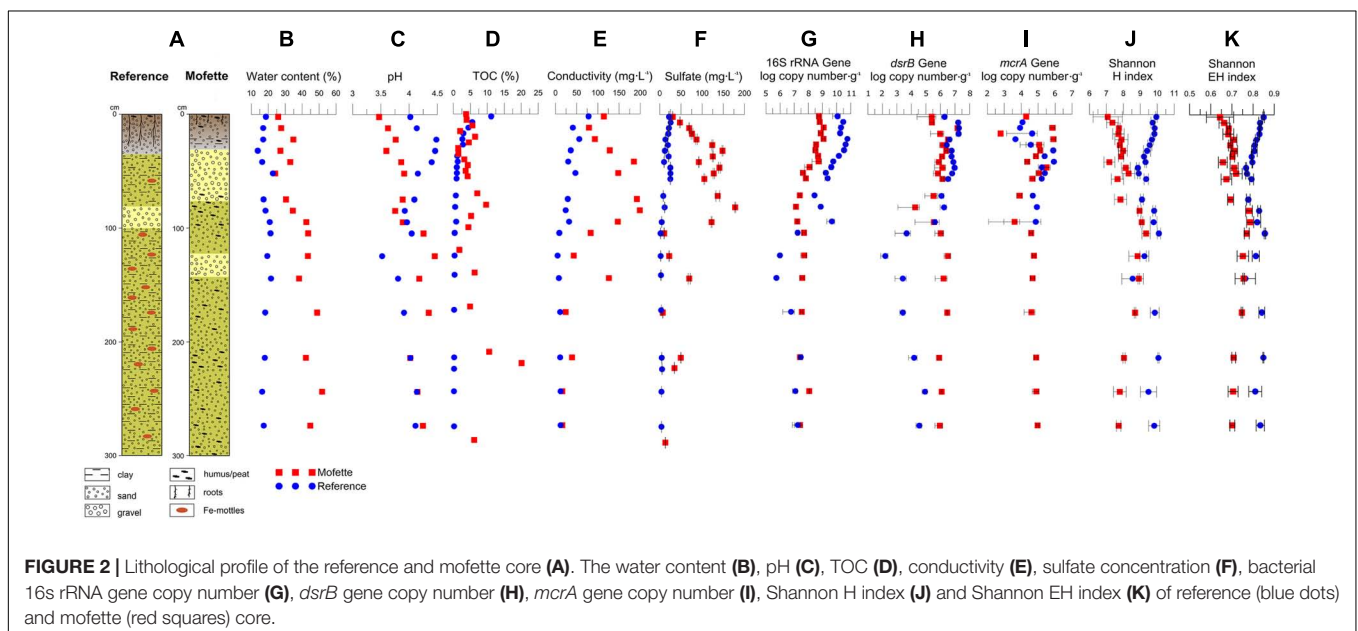 A B C D E F G H I J K
Reference Mofette Water content (%) pH TOC (%) Conductivity (mg·L⁻¹) Sulfate (mg·L⁻¹) 16S rRNA Gene log copy number·g⁻¹ dsrB Gene log copy number·g⁻¹ mcrA Gene log copy number·g⁻¹ Shannon H index Shannon EH index
10 20 30 40 50 60 3 3.5 4 4.5 0 5 10 15 20 25 0 50 100 150 200 0 50 100 150 200 5 6 7 8 9 10 11 1 2 3 4 5 6 7 8 2 3 4 5 6 7 8 6 7 8 9 10 11 0.5 0.6 0.7 0.8 0.9
cm cm
0 0
100 100
200 200
300 300
clay humus/peat Mofette
sand roots Reference
gravel Fe-mottles
FIGURE 2 | Lithological profile of the reference and mofette core (A). The water content (B), pH (C), TOC (D), conductivity (E), sulfate concentration (F), bacterial
16s rRNA gene copy number (G), dsrB gene copy number (H), mcrA gene copy number (I), Shannon H index (J) and Shannon EH index (K) of reference (blue dots)
and mofette (red squares) core.